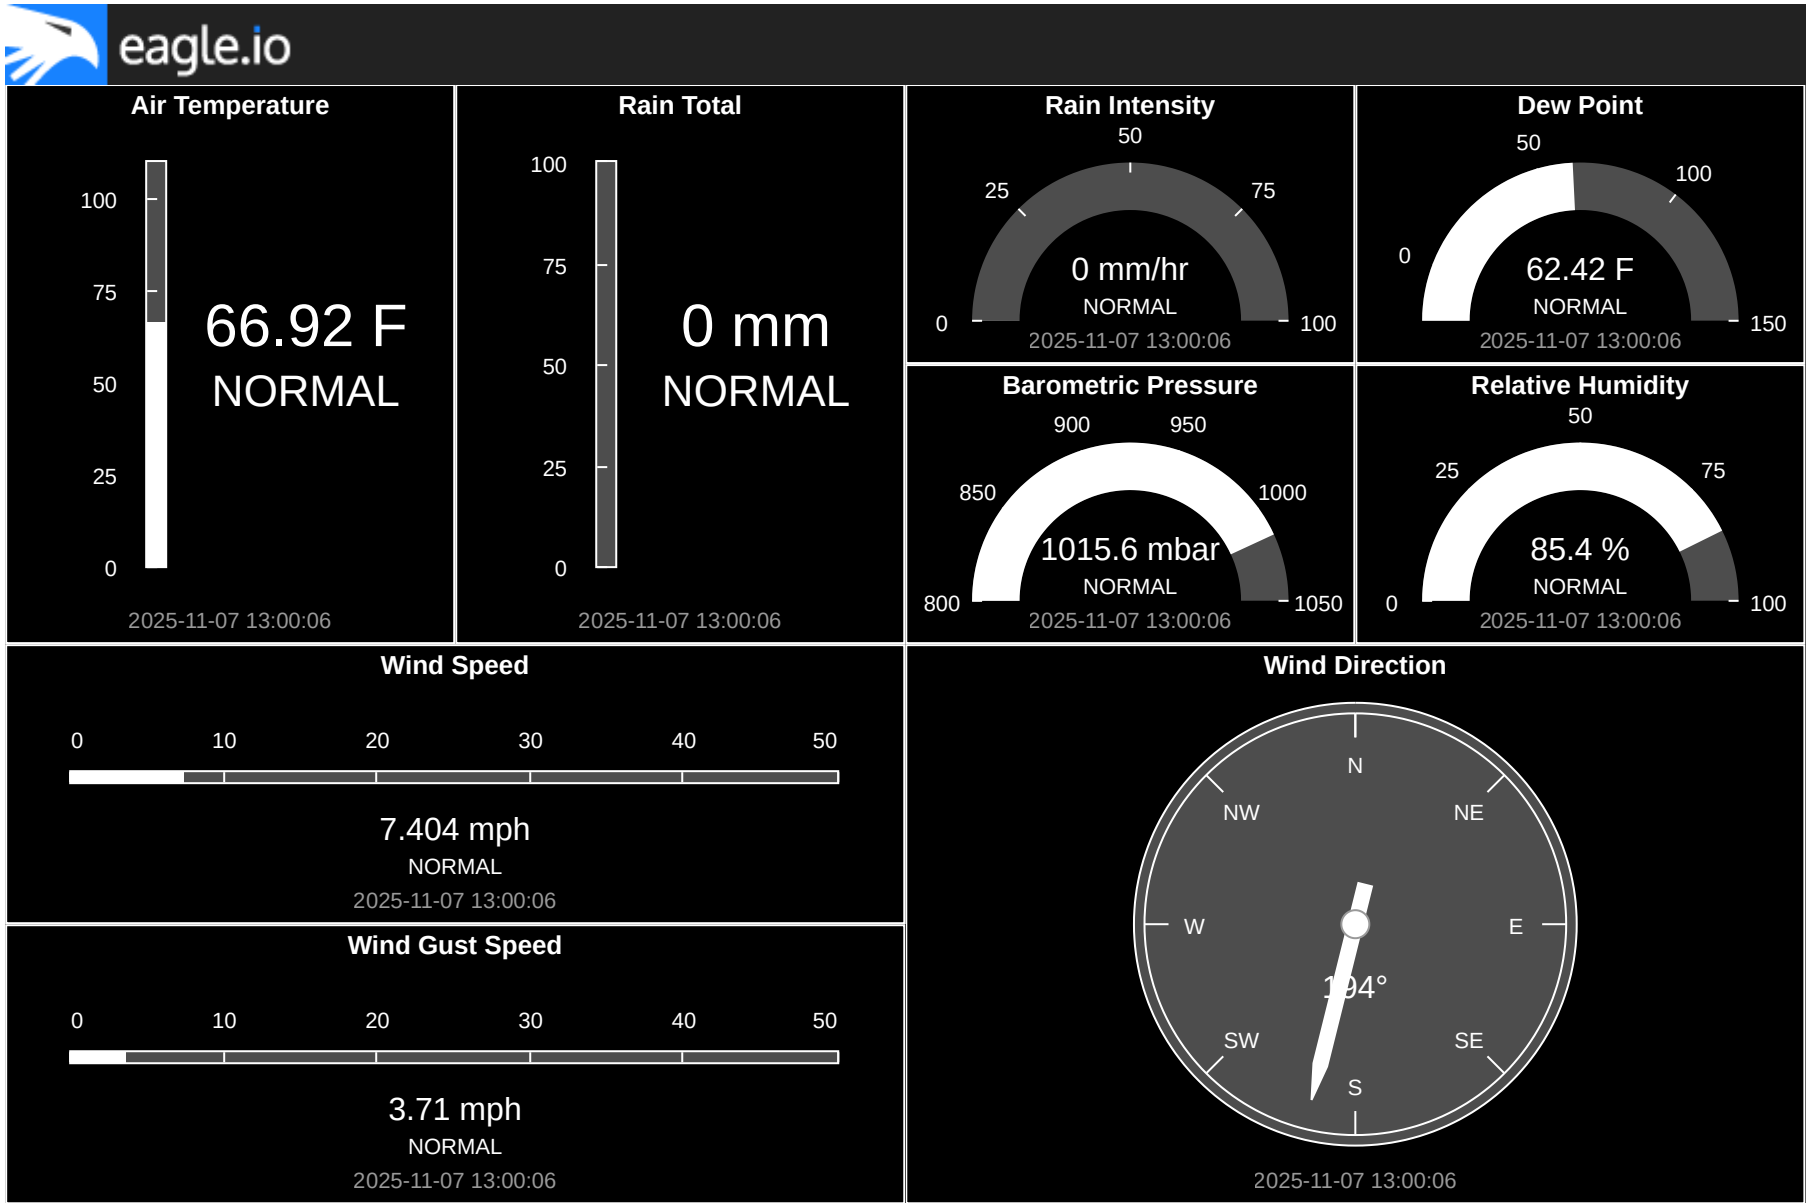 eagle.io
Air Temperature
100
75
50
25
0
66.92 F
NORMAL
2025-11-07 13:00:06
Rain Total
100
75
50
25
0
0 mm
NORMAL
2025-11-07 13:00:06
Rain Intensity
50
25
75
0
100
0 mm/hr
NORMAL
2025-11-07 13:00:06
Dew Point
50
100
0
150
62.42 F
NORMAL
2025-11-07 13:00:06
Barometric Pressure
900
950
850
1000
800
1050
1015.6 mbar
NORMAL
2025-11-07 13:00:06
Relative Humidity
50
25
75
0
100
85.4 %
NORMAL
2025-11-07 13:00:06
Wind Speed
0 10 20 30 40 50
7.404 mph
NORMAL
2025-11-07 13:00:06
Wind Gust Speed
0 10 20 30 40 50
3.71 mph
NORMAL
2025-11-07 13:00:06
Wind Direction
N
NW NE
W E
194°
SW SE
S
2025-11-07 13:00:06